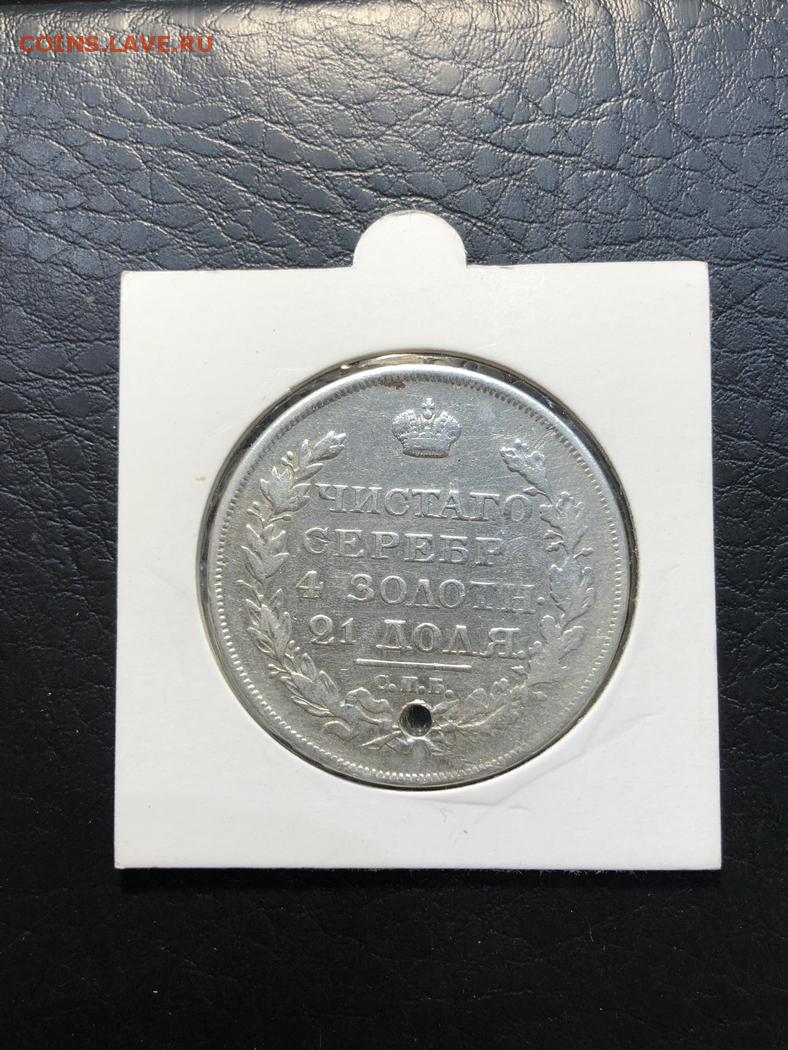 COINS.LAVE.RU
ЧИСТАГО
СЕРЕБР
4 ЗОЛОТН.
21 ДОЛЯ.
С.П.Б.